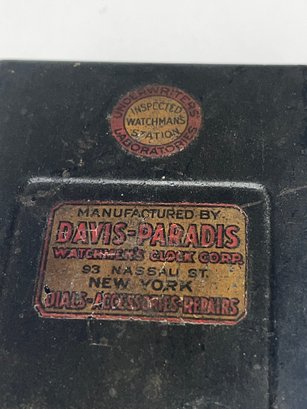 UNDERWRITERS
INSPECTED
WATCHMAN'S
STATION
LABORATORIES
MANUFACTURED BY
DAVIS-PARADIS
WATCHMEN'S CLOCK CORP.
93 NASSAU ST.
NEW YORK
DIALS-ACCESSORIES-REPAIRS